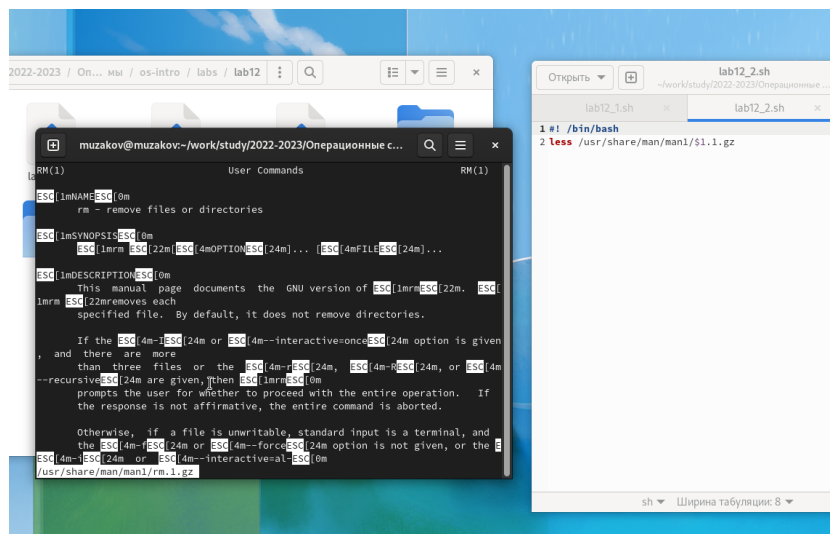 2022-2023 / Оп... мы / os-intro / labs / lab12
Открыть
lab12_2.sh
~/work/study/2022-2023/Операционные ...
lab12_1.sh
lab12_2.sh
1 #! /bin/bash
2 less /usr/share/man/man1/$1.1.gz
sh
Ширина табуляции: 8
muzakov@muzakov:~/work/study/2022-2023/Операционные с...
RM(1) User Commands RM(1)
ESC[1mNAMEESC[0m
rm - remove files or directories
ESC[1mSYNOPSISESC[0m
ESC[1mrm ESC[22m[ESC[4mOPTIONESC[24m]... [ESC[4mFILEESC[24m]...
ESC[1mDESCRIPTIONESC[0m
This manual page documents the GNU version of ESC[1mrmESC[22m. ESC[
1mrm ESC[22mremoves each
specified file. By default, it does not remove directories.
If the ESC[4m-IESC[24m or ESC[4m--interactive=onceESC[24m option is given
, and there are more
than three files or the ESC[4m-rESC[24m, ESC[4m-RESC[24m, or ESC[4m
--recursiveESC[24m are given, then ESC[1mrmESC[0m
prompts the user for whether to proceed with the entire operation. If
the response is not affirmative, the entire command is aborted.
Otherwise, if a file is unwritable, standard input is a terminal, and
the ESC[4m-fESC[24m or ESC[4m--forceESC[24m option is not given, or the E
ESC[4m-iESC[24m or ESC[4m--interactive=al-ESC[0m
/usr/share/man/man1/rm.1.gz